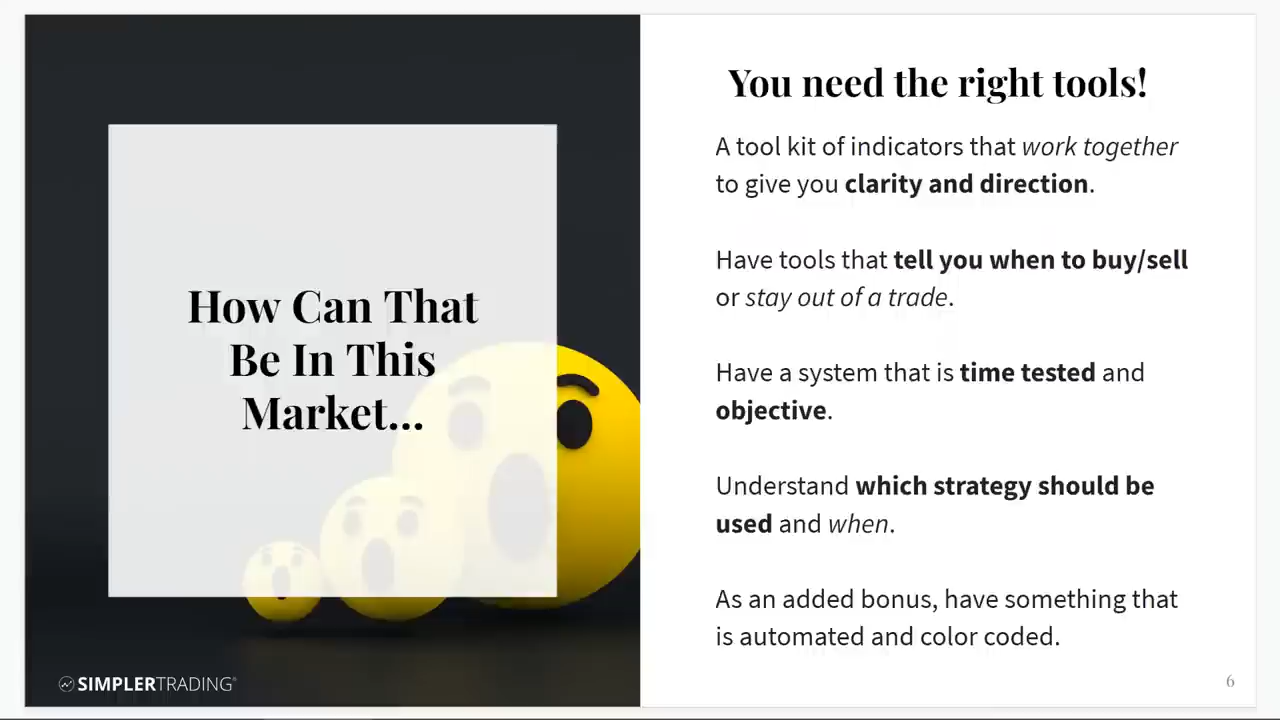 How Can That
Be In This
Market...
SIMPLERTRADING®
You need the right tools!
A tool kit of indicators that work together
to give you clarity and direction.
Have tools that tell you when to buy/sell
or stay out of a trade.
Have a system that is time tested and
objective.
Understand which strategy should be
used and when.
As an added bonus, have something that
is automated and color coded.
6